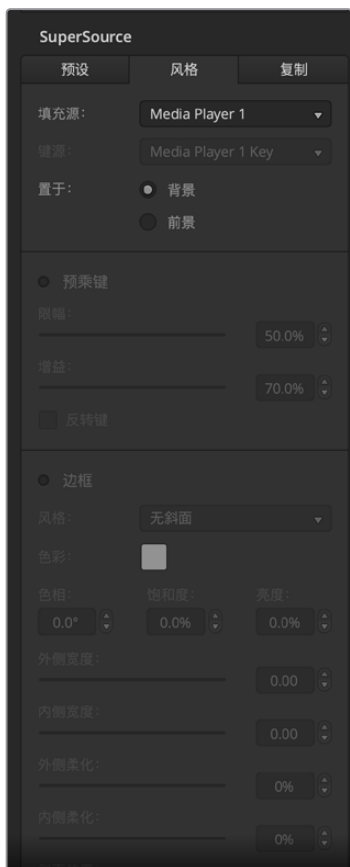 SuperSource
预设 风格 复制
填充源： Media Player 1
键源： Media Player 1 Key
置于： 背景
前景
预乘键
限幅：
50.0%
增益：
70.0%
反转键
边框
风格： 无斜面
色彩：
色相： 饱和度： 亮度：
0.0° 0.0% 0.0%
外侧宽度：
0.00
内侧宽度：
0.00
外侧柔化：
0%
内侧柔化：
0%